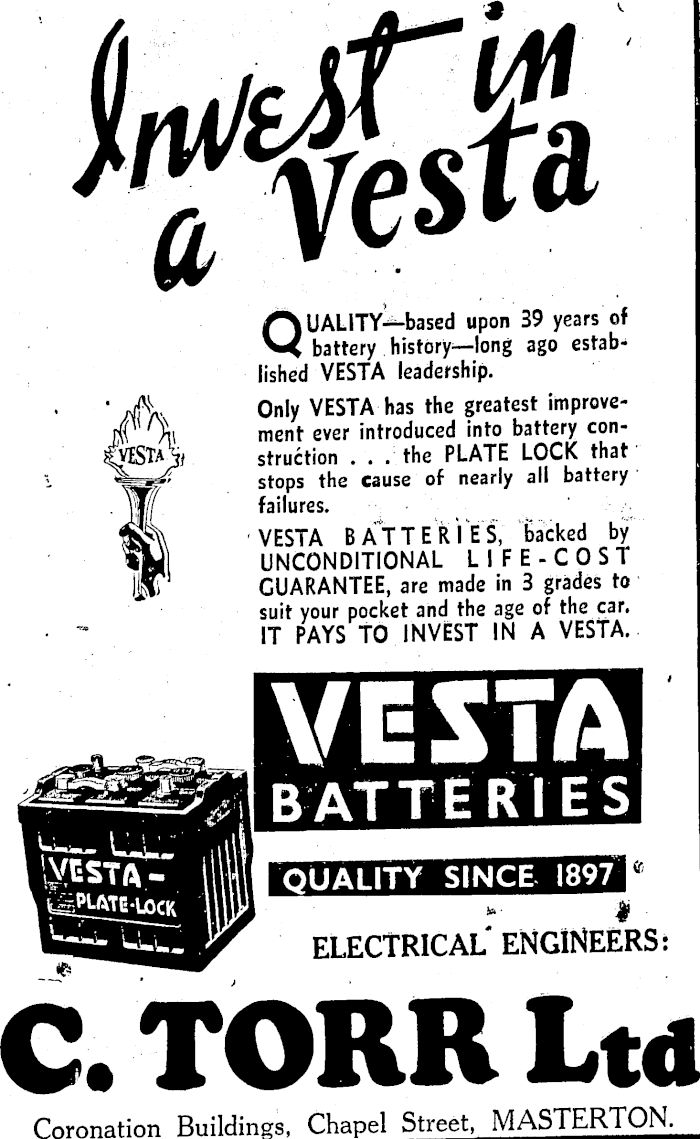 Invest in
a Vesta
QUALITY—based upon 39 years of
battery history—long ago estab-
lished VESTA leadership.
Only VESTA has the greatest improve-
ment ever introduced into battery con-
struction . . . the PLATE LOCK that
stops the cause of nearly all battery
failures.
VESTA
VESTA BATTERIES, backed by
UNCONDITIONAL LIFE-COST
GUARANTEE, are made in 3 grades to
suit your pocket and the age of the car.
IT PAYS TO INVEST IN A VESTA.
VESTA
BATTERIES
VESTA-
PLATE-LOCK
QUALITY SINCE 1897
ELECTRICAL ENGINEERS:
C. TORR Ltd
Coronation Buildings, Chapel Street, MASTERTON.